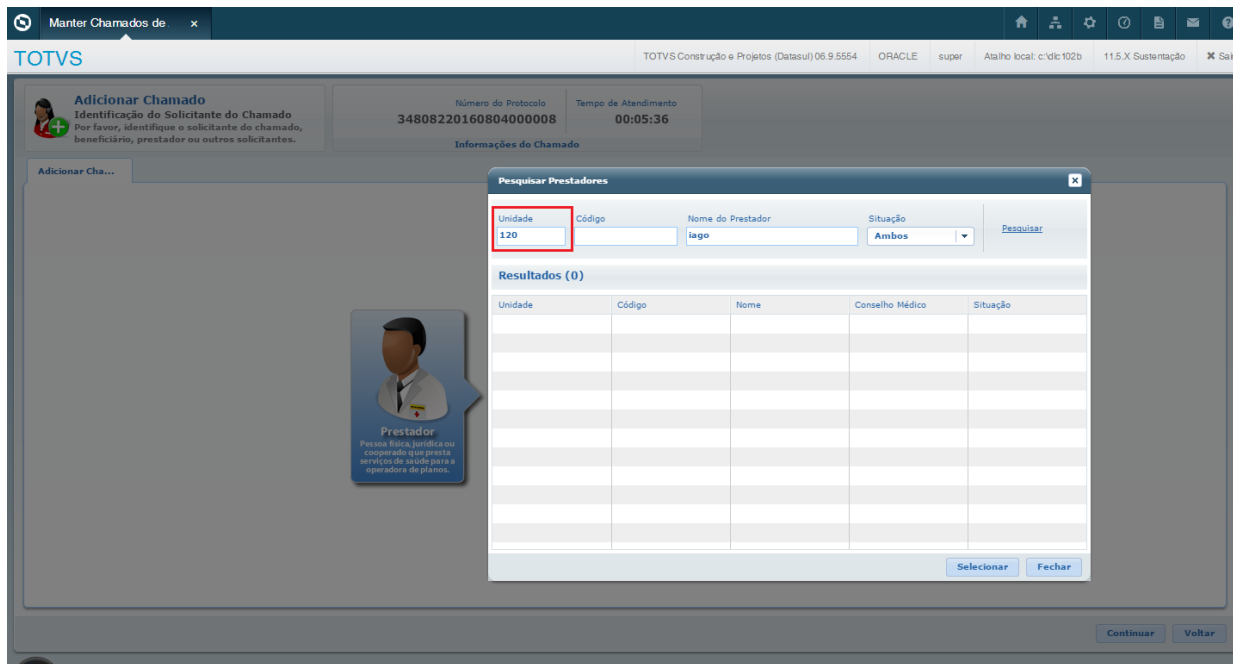 Manter Chamados de . x
TOTVS
TOTVS Construção e Projetos (Datasul) 06.9.5554 ORACLE super Atalho local: c:\dlc102b 11.5.X Sustentação ✖ Sai
Adicionar Chamado
Identificação do Solicitante do Chamado
Por favor, identifique o solicitante do chamado,
beneficiário, prestador ou outros solicitantes.
Número do Protocolo
34808220160804000008
Tempo de Atendimento
00:05:36
Informações do Chamado
Adicionar Cha...
Prestador
Pessoa física, jurídica ou
cooperado que presta
serviços de saúde para a
operadora de planos.
Pesquisar Prestadores x
Unidade Código Nome do Prestador Situação
120 iago Ambos Pesquisar
Resultados (0)
Unidade Código Nome Conselho Médico Situação
Selecionar Fechar
Continuar Voltar